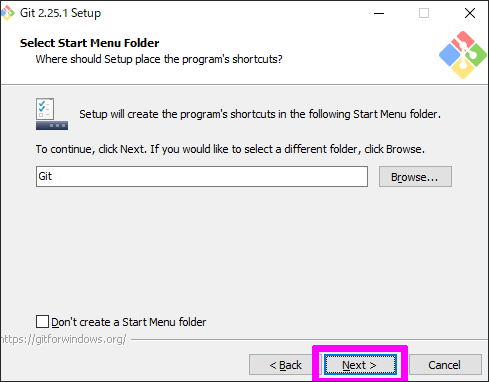 Git 2.25.1 Setup
Select Start Menu Folder
Where should Setup place the program's shortcuts?
Setup will create the program's shortcuts in the following Start Menu folder.
To continue, click Next. If you would like to select a different folder, click Browse.
Git
Browse...
Don't create a Start Menu folder
https://gitforwindows.org/
< Back
Next >
Cancel